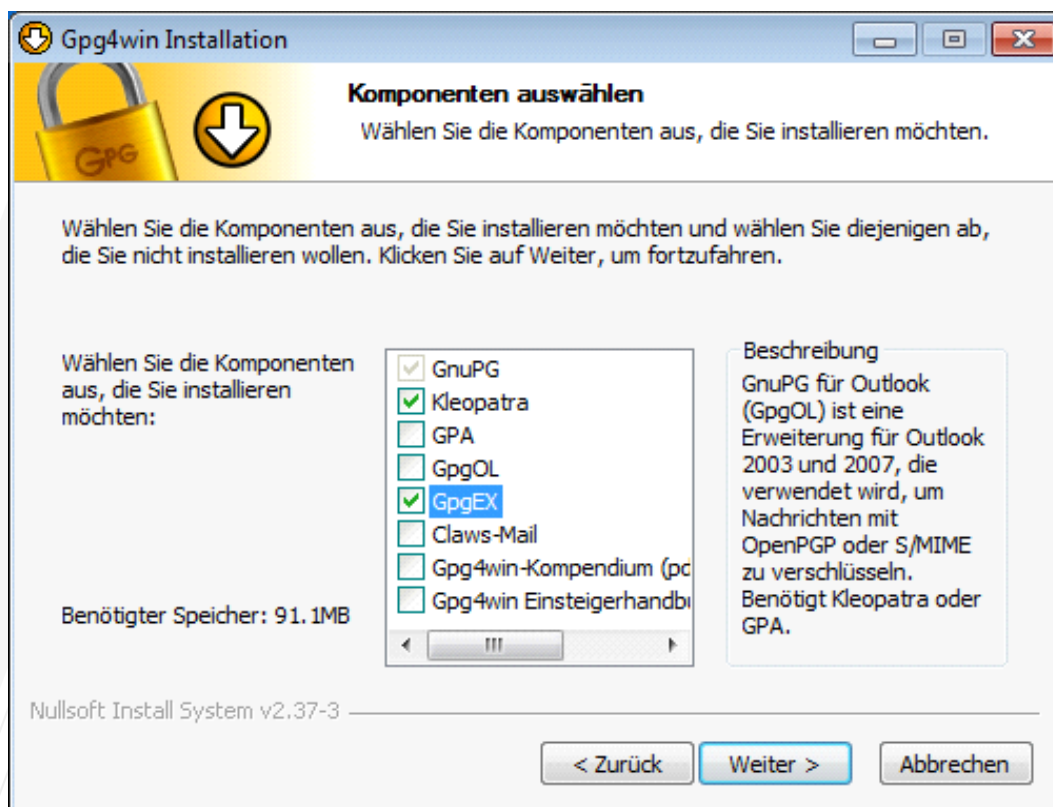 Gpg4win Installation
GPG
Komponenten auswählen
Wählen Sie die Komponenten aus, die Sie installieren möchten.
Wählen Sie die Komponenten aus, die Sie installieren möchten und wählen Sie diejenigen ab,
die Sie nicht installieren wollen. Klicken Sie auf Weiter, um fortzufahren.
Wählen Sie die Komponenten
aus, die Sie installieren
möchten:
GnuPG
Kleopatra
GPA
GpgOL
GpgEX
Claws-Mail
Gpg4win-Kompendium (pd
Gpg4win Einsteigerhandbu
Beschreibung
GnuPG für Outlook
(GpgOL) ist eine
Erweiterung für Outlook
2003 und 2007, die
verwendet wird, um
Nachrichten mit
OpenPGP oder S/MIME
zu verschlüsseln.
Benötigt Kleopatra oder
GPA.
Benötigter Speicher: 91.1MB
Nullsoft Install System v2.37-3
< Zurück
Weiter >
Abbrechen